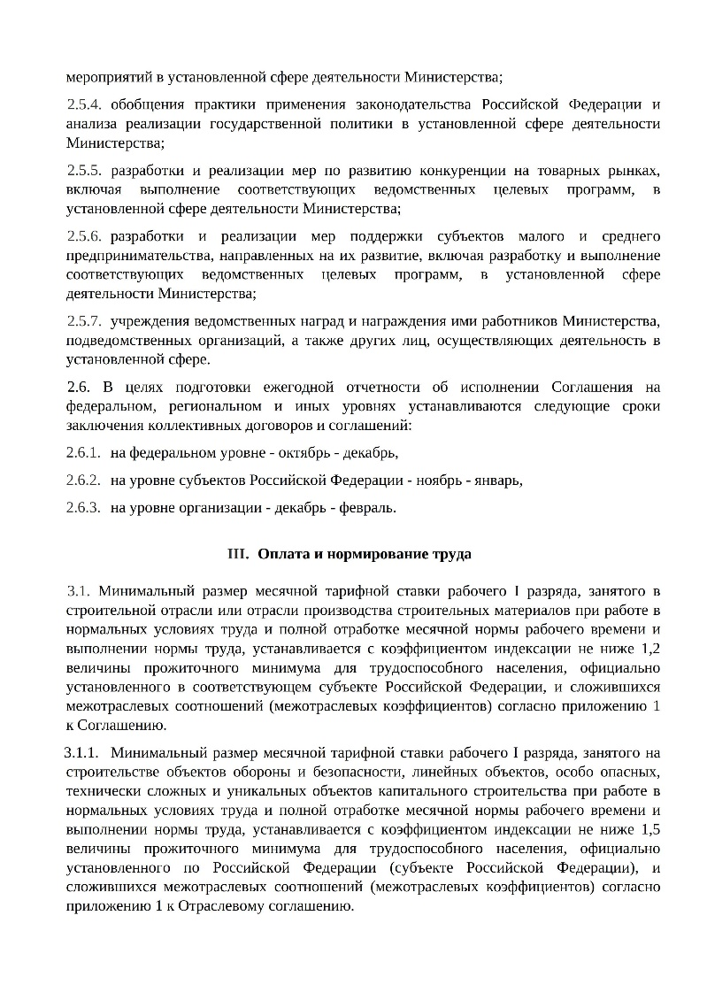 мероприятий в установленной сфере деятельности Министерства;
2.5.4. обобщения практики применения законодательства Российской Федерации и
анализа реализации государственной политики в установленной сфере деятельности
Министерства;
2.5.5. разработки и реализации мер по развитию конкуренции на товарных рынках,
включая выполнение соответствующих ведомственных целевых программ, в
установленной сфере деятельности Министерства;
2.5.6. разработки и реализации мер поддержки субъектов малого и среднего
предпринимательства, направленных на их развитие, включая разработку и выполнение
соответствующих ведомственных целевых программ, в установленной сфере
деятельности Министерства;
2.5.7. учреждения ведомственных наград и награждения ими работников Министерства,
подведомственных организаций, а также других лиц, осуществляющих деятельность в
установленной сфере.
2.6. В целях подготовки ежегодной отчетности об исполнении Соглашения на
федеральном, региональном и иных уровнях устанавливаются следующие сроки
заключения коллективных договоров и соглашений:
2.6.1. на федеральном уровне - октябрь - декабрь,
2.6.2. на уровне субъектов Российской Федерации - ноябрь - январь,
2.6.3. на уровне организации - декабрь - февраль.
III. Оплата и нормирование труда
3.1. Минимальный размер месячной тарифной ставки рабочего I разряда, занятого в
строительной отрасли или отрасли производства строительных материалов при работе в
нормальных условиях труда и полной отработке месячной нормы рабочего времени и
выполнении нормы труда, устанавливается с коэффициентом индексации не ниже 1,2
величины прожиточного минимума для трудоспособного населения, официально
установленного в соответствующем субъекте Российской Федерации, и сложившихся
межотраслевых соотношений (межотраслевых коэффициентов) согласно приложению 1
к Соглашению.
3.1.1. Минимальный размер месячной тарифной ставки рабочего I разряда, занятого на
строительстве объектов обороны и безопасности, линейных объектов, особо опасных,
технически сложных и уникальных объектов капитального строительства при работе в
нормальных условиях труда и полной отработке месячной нормы рабочего времени и
выполнении нормы труда, устанавливается с коэффициентом индексации не ниже 1,5
величины прожиточного минимума для трудоспособного населения, официально
установленного по Российской Федерации (субъекте Российской Федерации), и
сложившихся межотраслевых соотношений (межотраслевых коэффициентов) согласно
приложению 1 к Отраслевому соглашению.